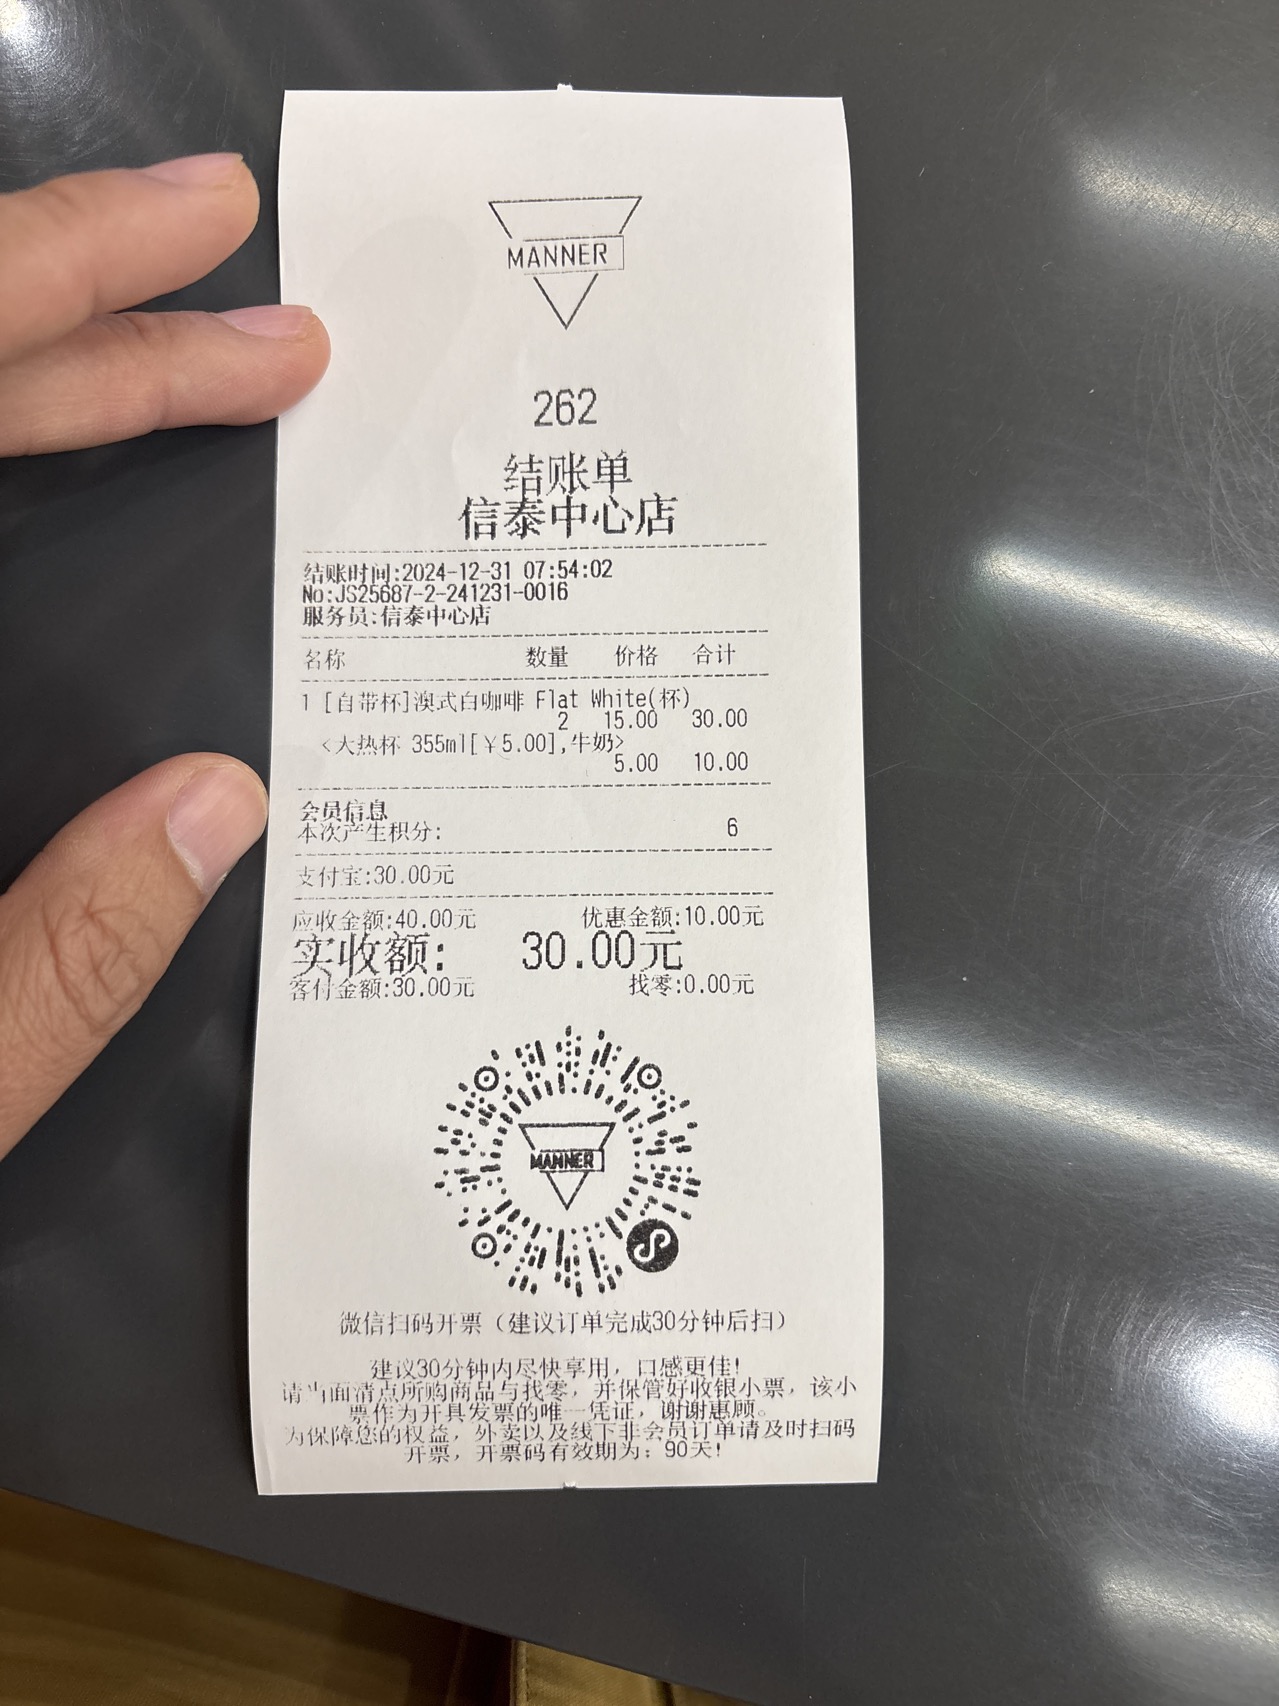 MANNER
262
结账单
信泰中心店
结账时间:2024-12-31 07:54:02
No:JS25687-2-241231-0016
服务员:信泰中心店
名称 数量 价格 合计
1 [自带杯]澳式白咖啡 Flat White(杯)
2 15.00 30.00
<大热杯 355ml[￥5.00],牛奶>
5.00 10.00
会员信息
本次产生积分: 6
支付宝:30.00元
应收金额:40.00元 优惠金额:10.00元
实收额: 30.00元
客付金额:30.00元 找零:0.00元
MANNER
微信扫码开票（建议订单完成30分钟后扫）
建议30分钟内尽快享用，口感更佳!
请当面清点所购商品与找零，并保管好收银小票，该小
票作为开具发票的唯一凭证，谢谢惠顾。
为保障您的权益，外卖以及线下非会员订单请及时扫码
开票，开票码有效期为：90天!